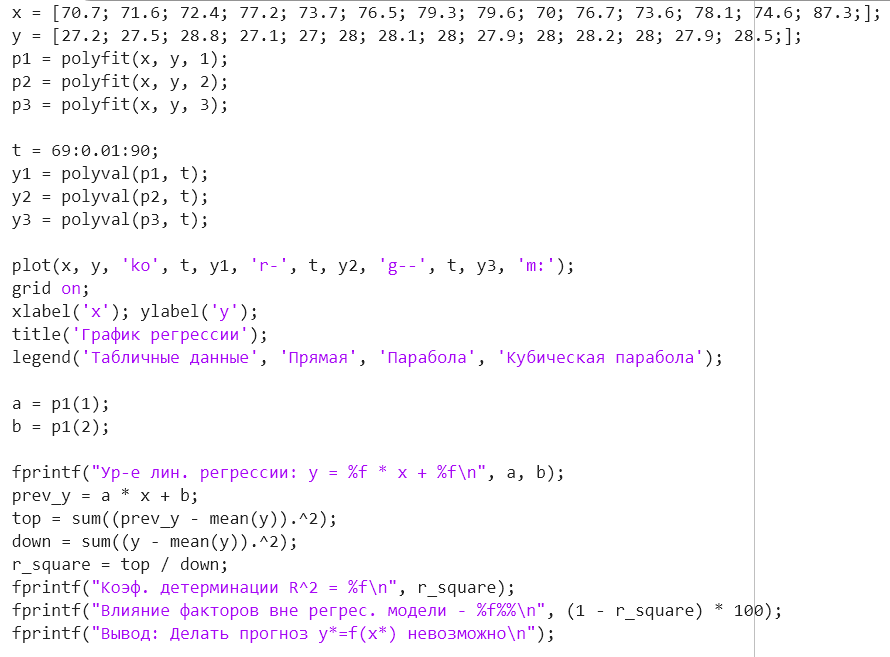 x = [70.7; 71.6; 72.4; 77.2; 73.7; 76.5; 79.3; 79.6; 70; 76.7; 73.6; 78.1; 74.6; 87.3;];
y = [27.2; 27.5; 28.8; 27.1; 27; 28; 28.1; 28; 27.9; 28; 28.2; 28; 27.9; 28.5;];
p1 = polyfit(x, y, 1);
p2 = polyfit(x, y, 2);
p3 = polyfit(x, y, 3);
t = 69:0.01:90;
y1 = polyval(p1, t);
y2 = polyval(p2, t);
y3 = polyval(p3, t);
plot(x, y, 'ko', t, y1, 'r-', t, y2, 'g--', t, y3, 'm:');
grid on;
xlabel('x'); ylabel('y');
title('График регрессии');
legend('Табличные данные', 'Прямая', 'Парабола', 'Кубическая парабола');
a = p1(1);
b = p1(2);
fprintf("Ур-е лин. регрессии: y = %f * x + %f\n", a, b);
prev_y = a * x + b;
top = sum((prev_y - mean(y)).^2);
down = sum((y - mean(y)).^2);
r_square = top / down;
fprintf("Коэф. детерминации R^2 = %f\n", r_square);
fprintf("Влияние факторов вне регрес. модели - %f%%\n", (1 - r_square) * 100);
fprintf("Вывод: Делать прогноз y*=f(x*) невозможно\n");